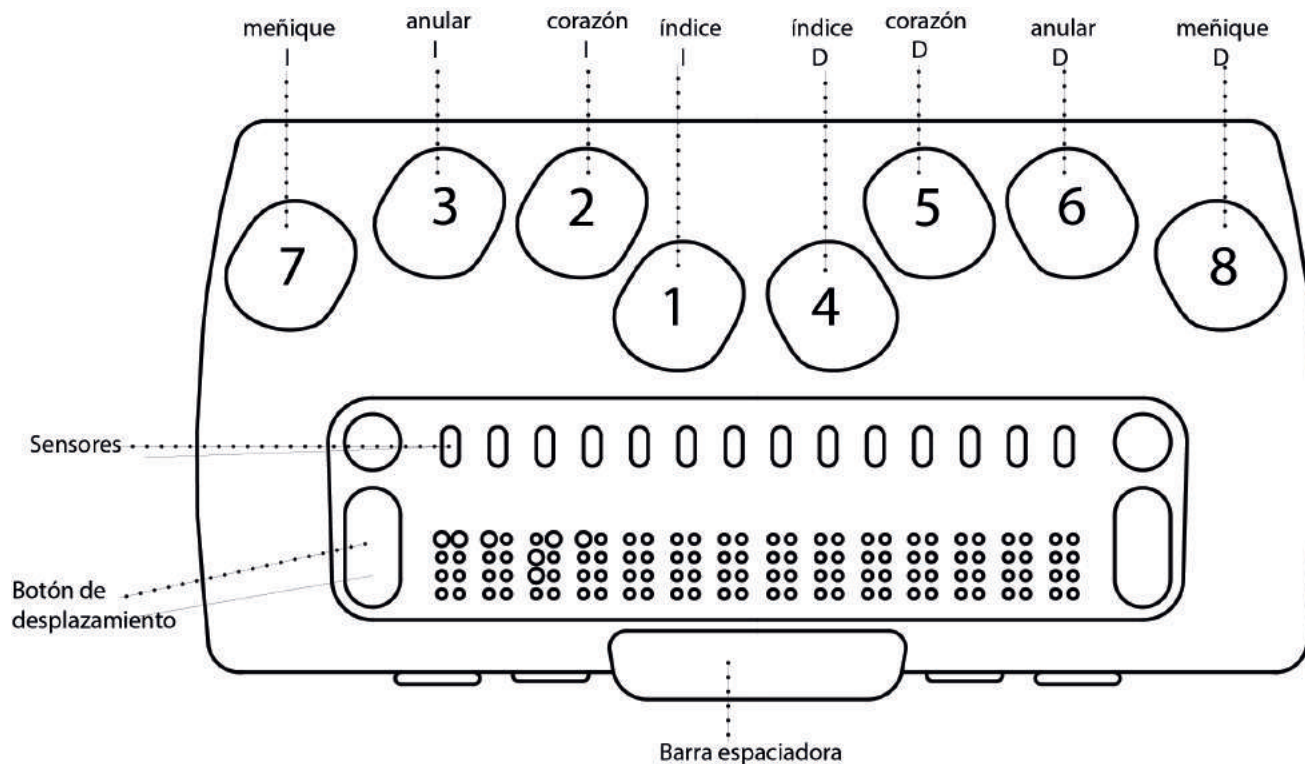 meñique
I
anular
I
corazón
I
índice
I
índice
D
corazón
D
anular
D
meñique
D
3
2
5
6
7
8
1
4
Sensores
Botón de
desplazamiento
Barra espaciadora